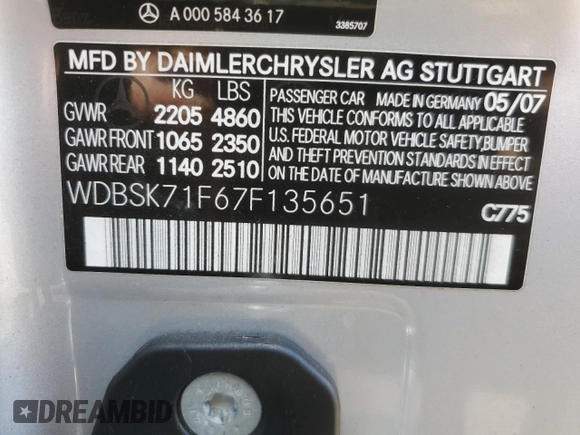 A 000 584 36 17
3385707
MFD BY DAIMLERCHRYSLER AG STUTTGART
KG LBS
GVWR 2205 4860
GAWR FRONT 1065 2350
GAWR REAR 1140 2510
PASSENGER CAR MADE IN GERMANY 05/07
THIS VEHICLE CONFORMS TO ALL APPLICABLE
U.S. FEDERAL MOTOR VEHICLE SAFETY, BUMPER
AND THEFT PREVENTION STANDARDS IN EFFECT
ON THE DATE OF MANUFACTURE SHOWN ABOVE
WDBSK71F67F135651
C775
DREAMBID